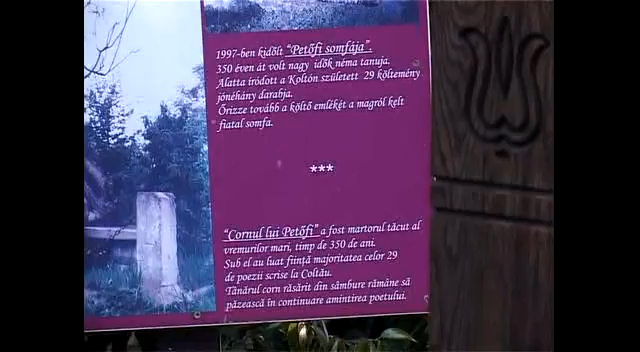 1997-ben kidőlt "Petőfi somfája".
350 éven át volt nagy idők néma tanuja.
Alatta íródott a Koltón született 29 költemény
jónéhány darabja.
Őrizze tovább a költő emlékét a magról kelt
fiatal somfa.
***
"Cornul lui Petőfi" a fost martorul tăcut al
vremurilor mari, timp de 350 de ani.
Sub el au luat ființă majoritatea celor 29
de poezii scrise la Coltău.
Tânărul corn răsărit din sâmbure rămâne să
păzească în continuare amintirea poetului.